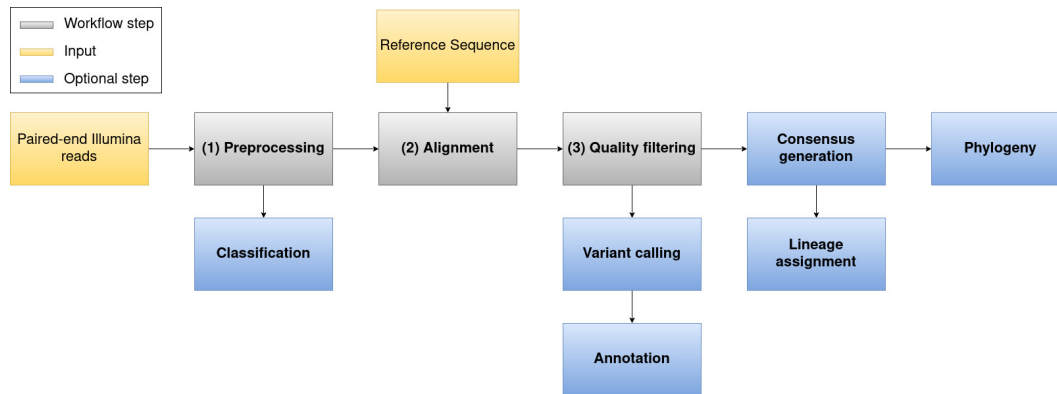 Workflow step
Input
Optional step
Reference Sequence
Paired-end Illumina
reads
(1) Preprocessing
(2) Alignment
(3) Quality filtering
Consensus
generation
Phylogeny
Classification
Variant calling
Lineage
assignment
Annotation